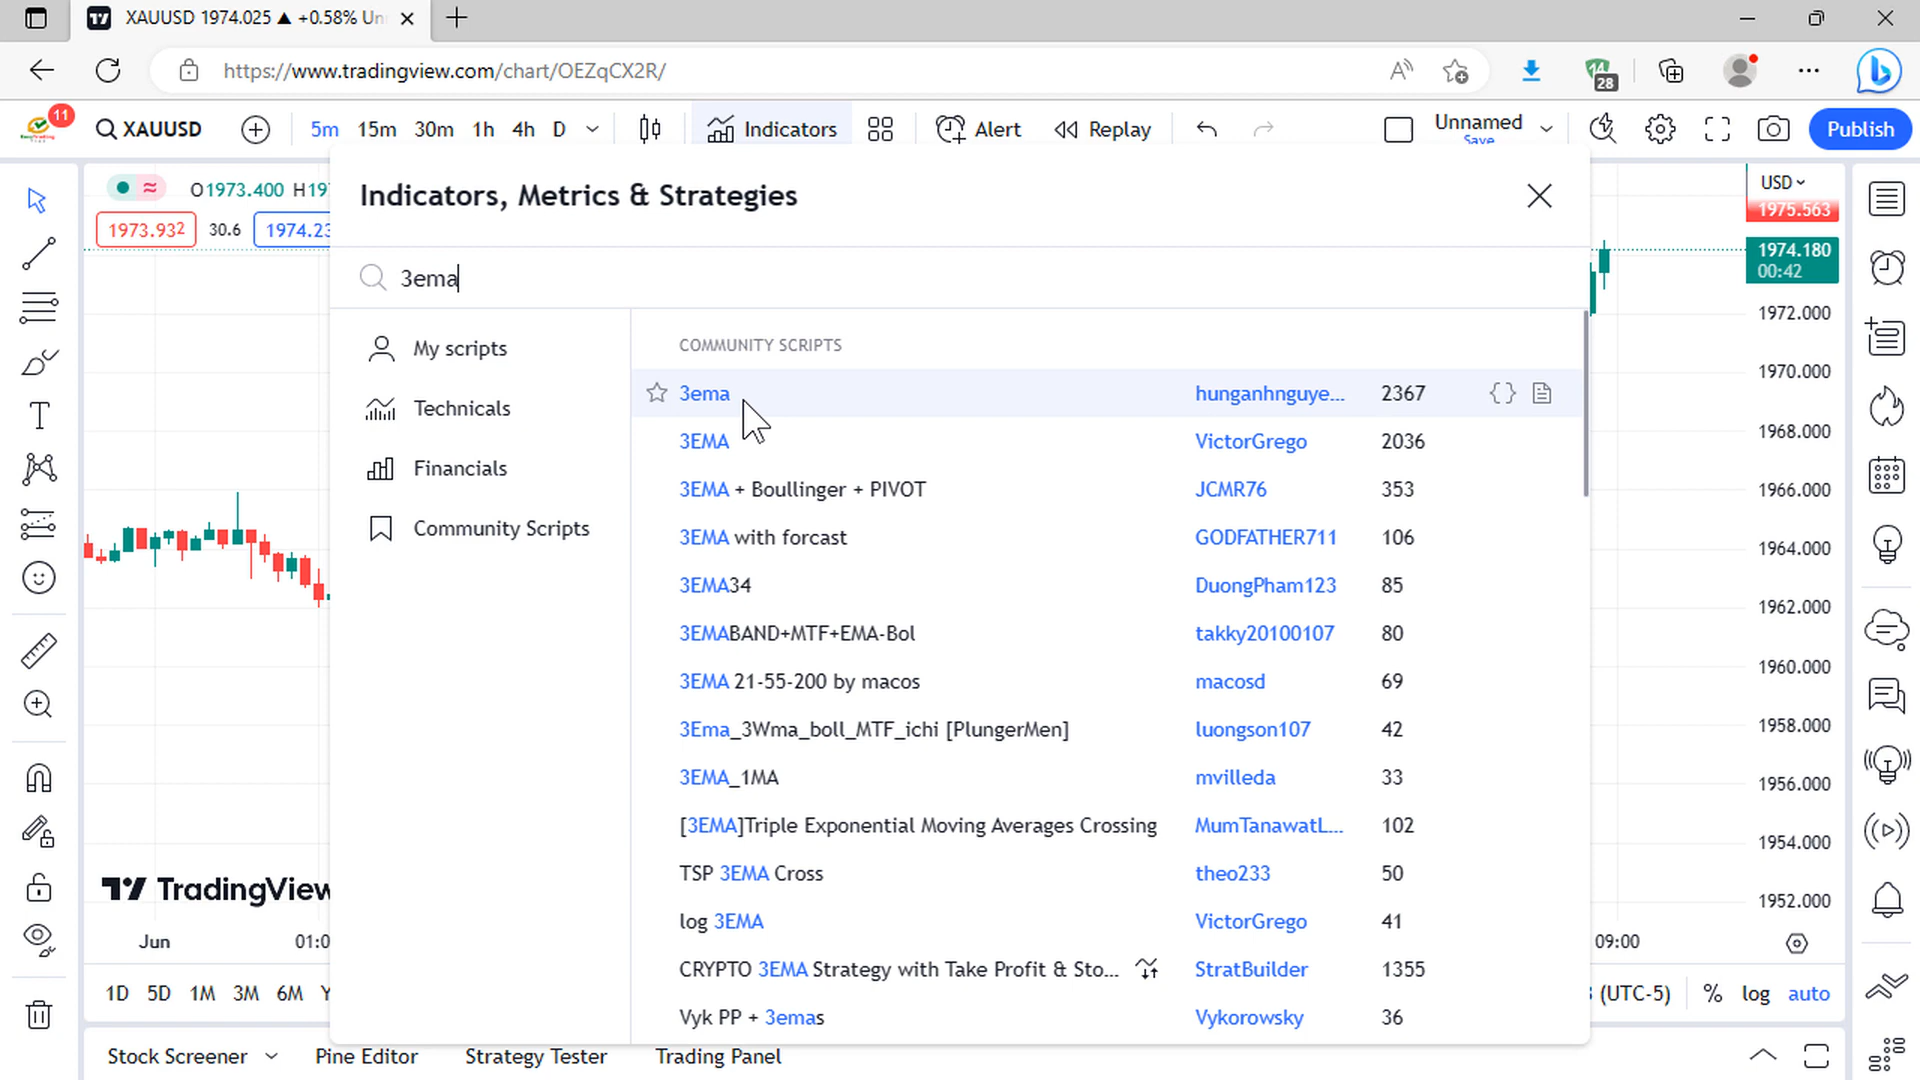 XAUUSD 1974.025 ▲ +0.58% Un
https://www.tradingview.com/chart/OEZqCX2R/
28
11
XAUUSD 5m 15m 30m 1h 4h D Indicators Alert Replay Unnamed Publish
Save
O1973.400 H197
1973.932 30.6 1974.23
Indicators, Metrics & Strategies
3ema
My scripts
Technicals
Financials
Community Scripts
COMMUNITY SCRIPTS
3ema hunganhnguye... 2367
3EMA VictorGrego 2036
3EMA + Boullinger + PIVOT JCMR76 353
3EMA with forcast GODFATHER711 106
3EMA34 DuongPham123 85
3EMABAND+MTF+EMA-Bol takky20100107 80
3EMA 21-55-200 by macos macosd 69
3Ema_3Wma_boll_MTF_ichi [PlungerMen] luongson107 42
3EMA_1MA mvilleda 33
[3EMA]Triple Exponential Moving Averages Crossing MumTanawatL... 102
TSP 3EMA Cross theo233 50
log 3EMA VictorGrego 41
CRYPTO 3EMA Strategy with Take Profit & Sto... StratBuilder 1355
Vyk PP + 3emas Vykorowsky 36
USD
1975.563
1974.180
00:42
1972.000
1970.000
1968.000
1966.000
1964.000
1962.000
1960.000
1958.000
1956.000
1954.000
1952.000
TradingView
Jun 01:0 09:00
1D 5D 1M 3M 6M Y (UTC-5) % log auto
Stock Screener Pine Editor Strategy Tester Trading Panel